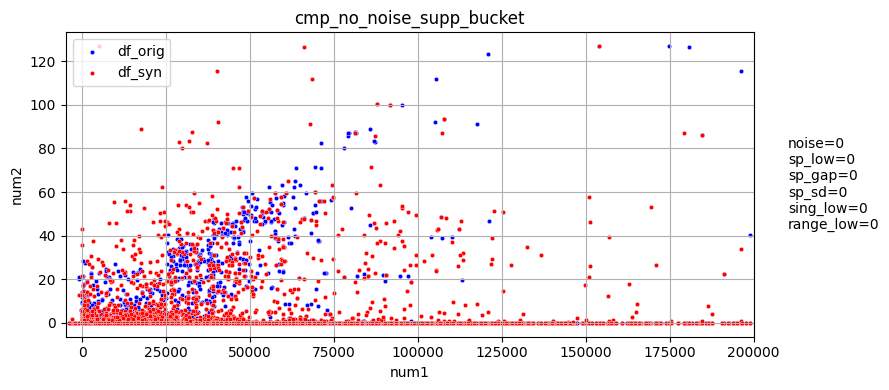 cmp_no_noise_supp_bucket
df_orig
df_syn
120
100
80
60
40
20
0
num2
0
25000
50000
75000
100000
125000
150000
175000
200000
num1
noise=0
sp_low=0
sp_gap=0
sp_sd=0
sing_low=0
range_low=0